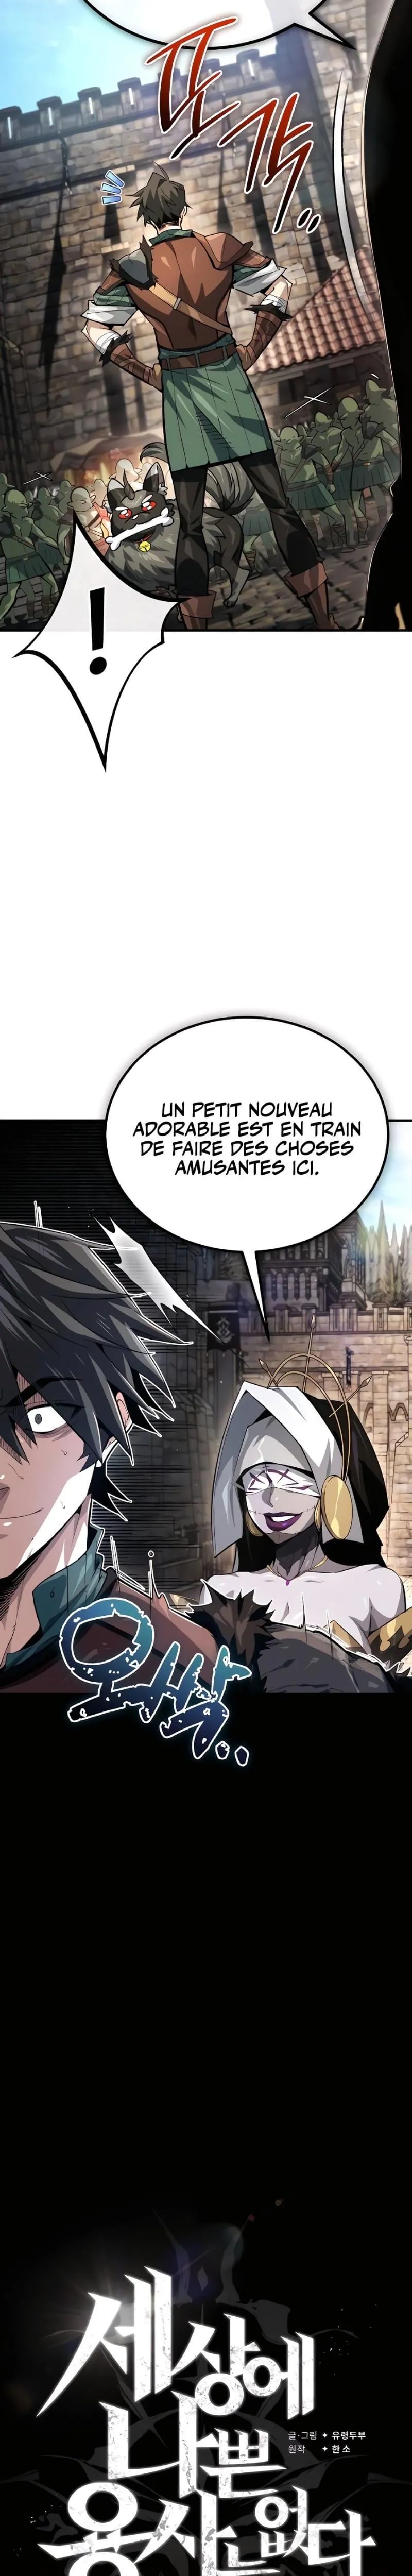 또각..
!
UN PETIT NOUVEAU
ADORABLE EST EN TRAIN
DE FAIRE DES CHOSES
AMUSANTES ICI.
오싹..
세상에
나쁜
글·그림 ✦ 유령두부
원작 ✦ 한소
용사는 없다